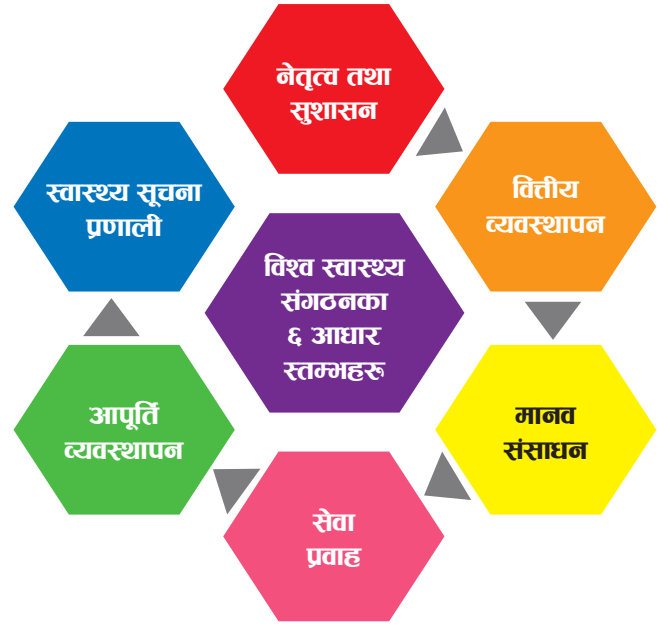 नेतृत्व तथा
सुशासन
वित्तीय
व्यवस्थापन
मानव
संसाधन
सेवा
प्रवाह
आपूर्ति
व्यवस्थापन
स्वास्थ्य सूचना
प्रणाली
विश्व स्वास्थ्य
संगठनका
६ आधार
स्तम्भहरू